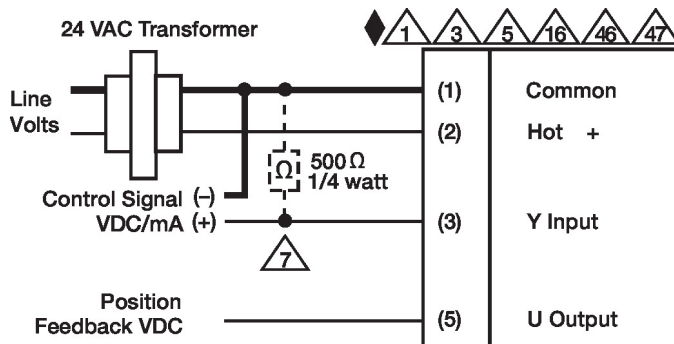 24 VAC Transformer
1 3 5 16 46 47
Line
Volts
(1) Common
(2) Hot +
Ω 500 Ω
1/4 watt
Control Signal (–)
VDC/mA (+)
(3) Y Input
7
Position
Feedback VDC
(5) U Output